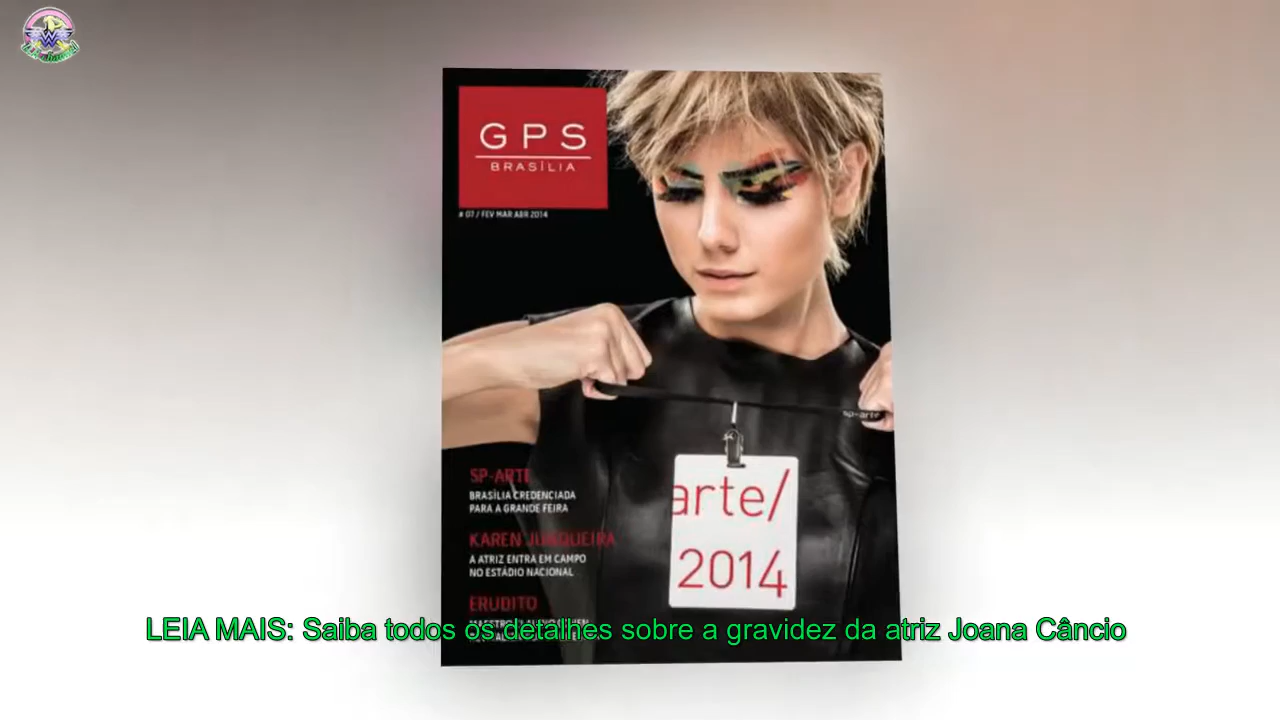 GPS
BRASÍLIA
# 07 / FEV MAR ABR 2014
sp-arte
arte/
2014
SP-ARTE
BRASÍLIA CREDENCIADA
PARA A GRANDE FEIRA
KAREN JUNQUEIRA
A ATRIZ ENTRA EM CAMPO
NO ESTÁDIO NACIONAL
ERUDITO
LEIA MAIS: Saiba todos os detalhes sobre a gravidez da atriz Joana Câncio